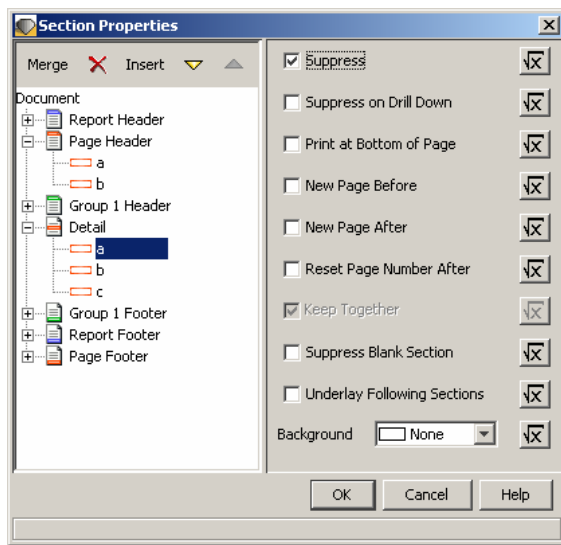 Section Properties
Merge Insert
Document
Report Header
Page Header
a
b
Group 1 Header
Detail
a
b
c
Group 1 Footer
Report Footer
Page Footer
Suppress
Suppress on Drill Down
Print at Bottom of Page
New Page Before
New Page After
Reset Page Number After
Keep Together
Suppress Blank Section
Underlay Following Sections
Background None
OK Cancel Help